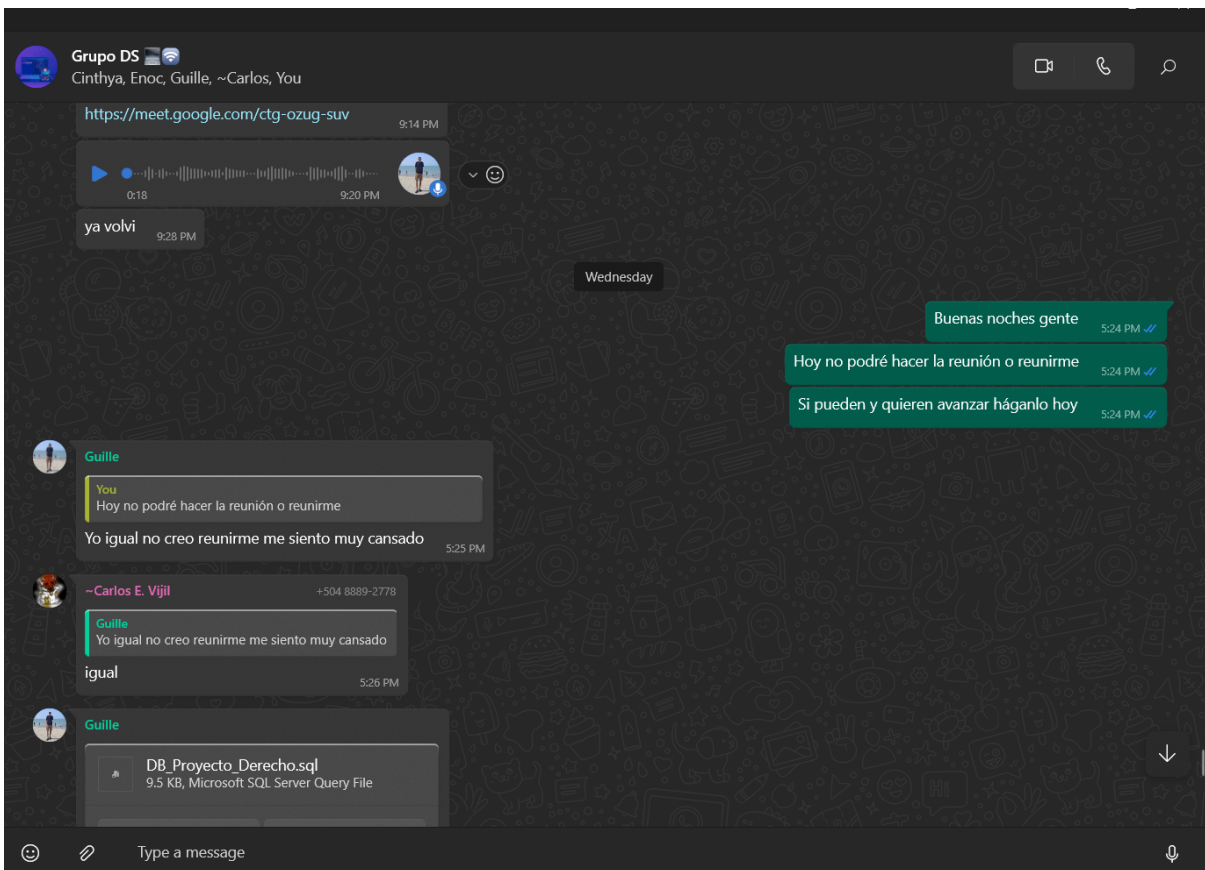 Grupo DS
Cinthya, Enoc, Guille, ~Carlos, You
https://meet.google.com/ctg-ozug-suv
9:14 PM
0:18
9:20 PM
ya volvi
9:28 PM
Wednesday
Buenas noches gente
5:24 PM
Hoy no podré hacer la reunión o reunirme
5:24 PM
Si pueden y quieren avanzar háganlo hoy
5:24 PM
Guille
You
Hoy no podré hacer la reunión o reunirme
Yo igual no creo reunirme me siento muy cansado
5:25 PM
~Carlos E. Vijil +504 8889-2778
Guille
Yo igual no creo reunirme me siento muy cansado
igual
5:26 PM
Guille
DB_Proyecto_Derecho.sql
9.5 KB, Microsoft SQL Server Query File
Type a message